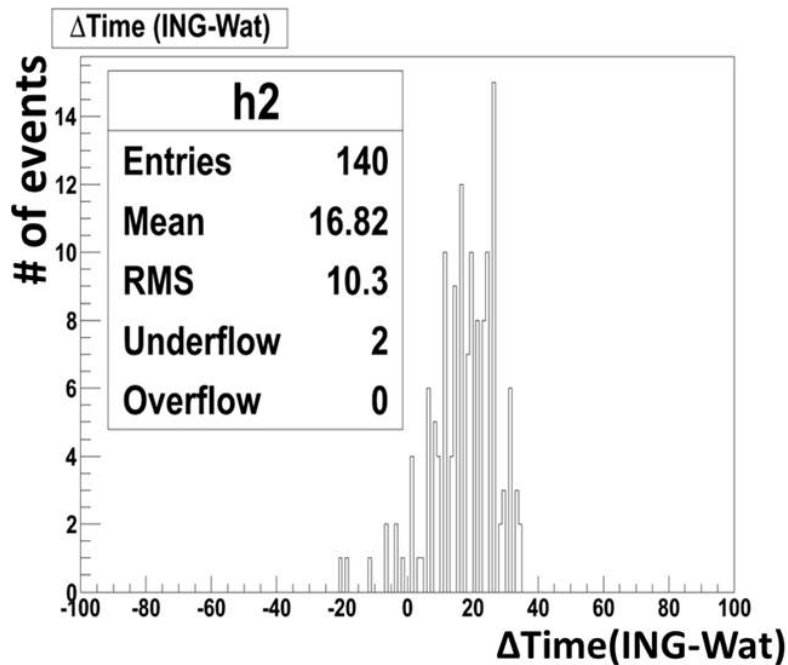 ΔTime (ING-Wat)
# of events
h2
Entries 140
Mean 16.82
RMS 10.3
Underflow 2
Overflow 0
14
12
10
8
6
4
2
0
-100 -80 -60 -40 -20 0 20 40 60 80 100
ΔTime(ING-Wat)